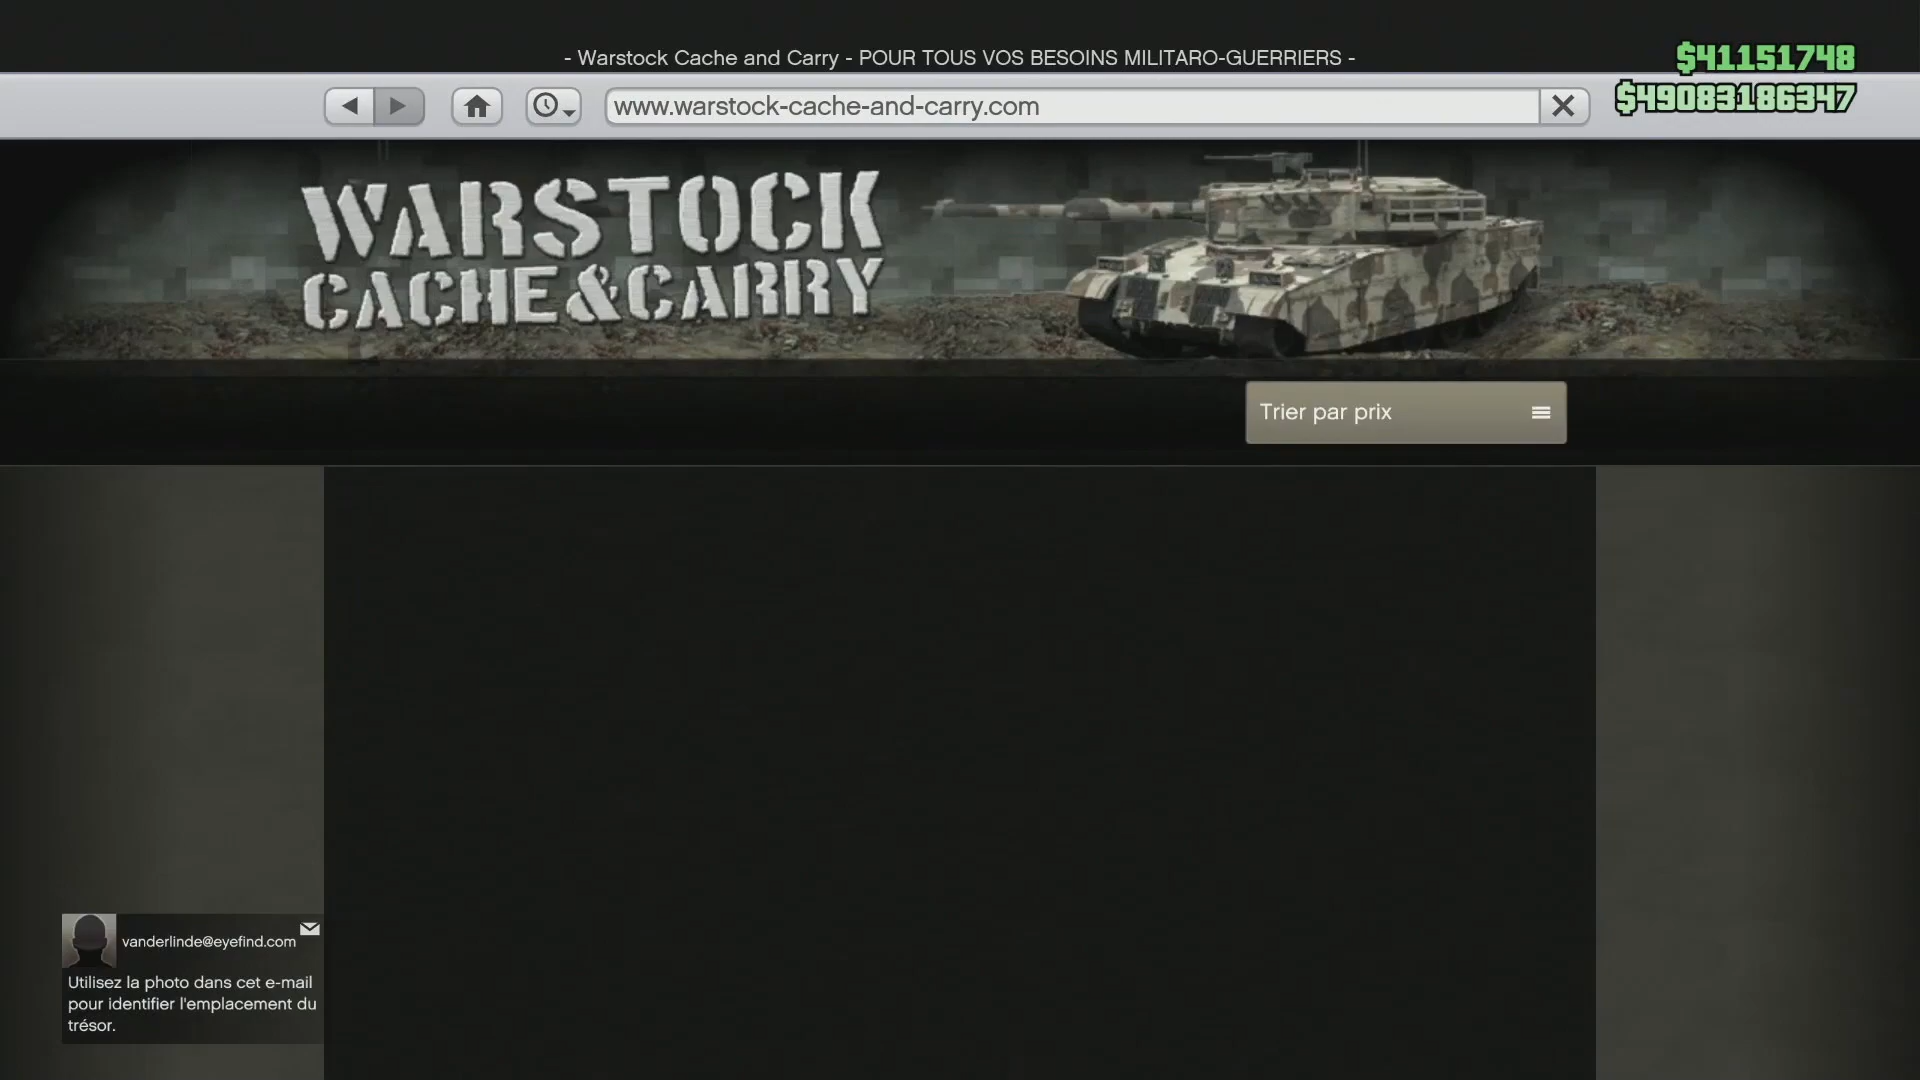 - Warstock Cache and Carry - POUR TOUS VOS BESOINS MILITARO-GUERRIERS -
$41151748
$49083186347
www.warstock-cache-and-carry.com
WARSTOCK
CACHE&CARRY
Trier par prix
vanderlinde@eyefind.com
Utilisez la photo dans cet e-mail
pour identifier l'emplacement du
trésor.